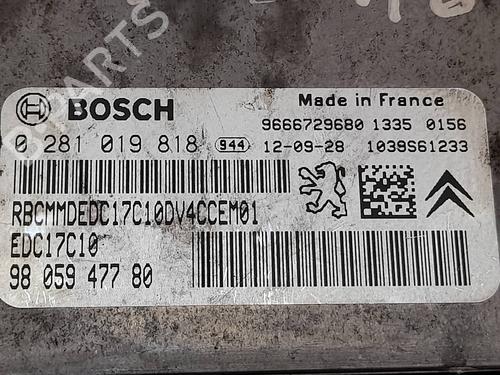 B-PARTS
BOSCH
Made in France
0 281 019 818 944
9666729680 1335 0156
12-09-28 1039S61233
RBCMMDEDC17C10DV4CCEM01
EDC17C10
98 059 477 80